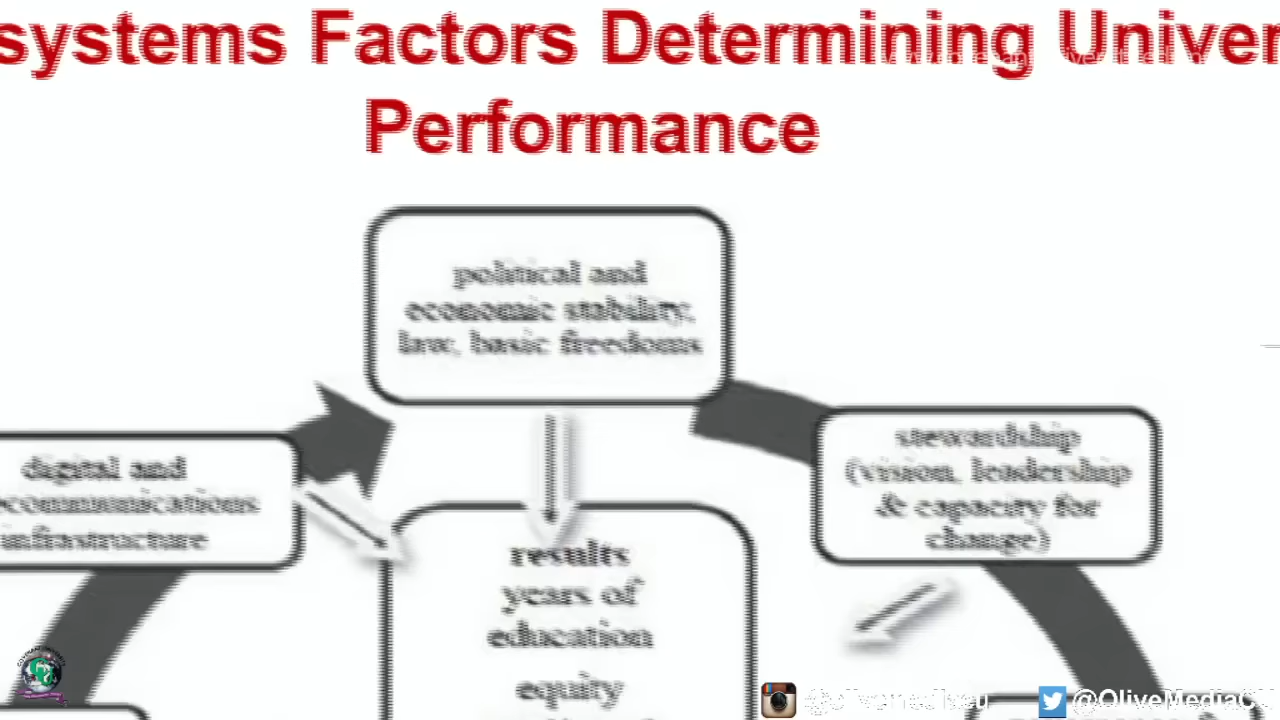 systems Factors Determining Univer
Performance
political and
economic stability,
law, basic freedoms
stewardship
(vision, leadership
& capacity for
change)
digital and
ecommunications
infrastructure
results
years of
education
equity
@OliveMediaCU